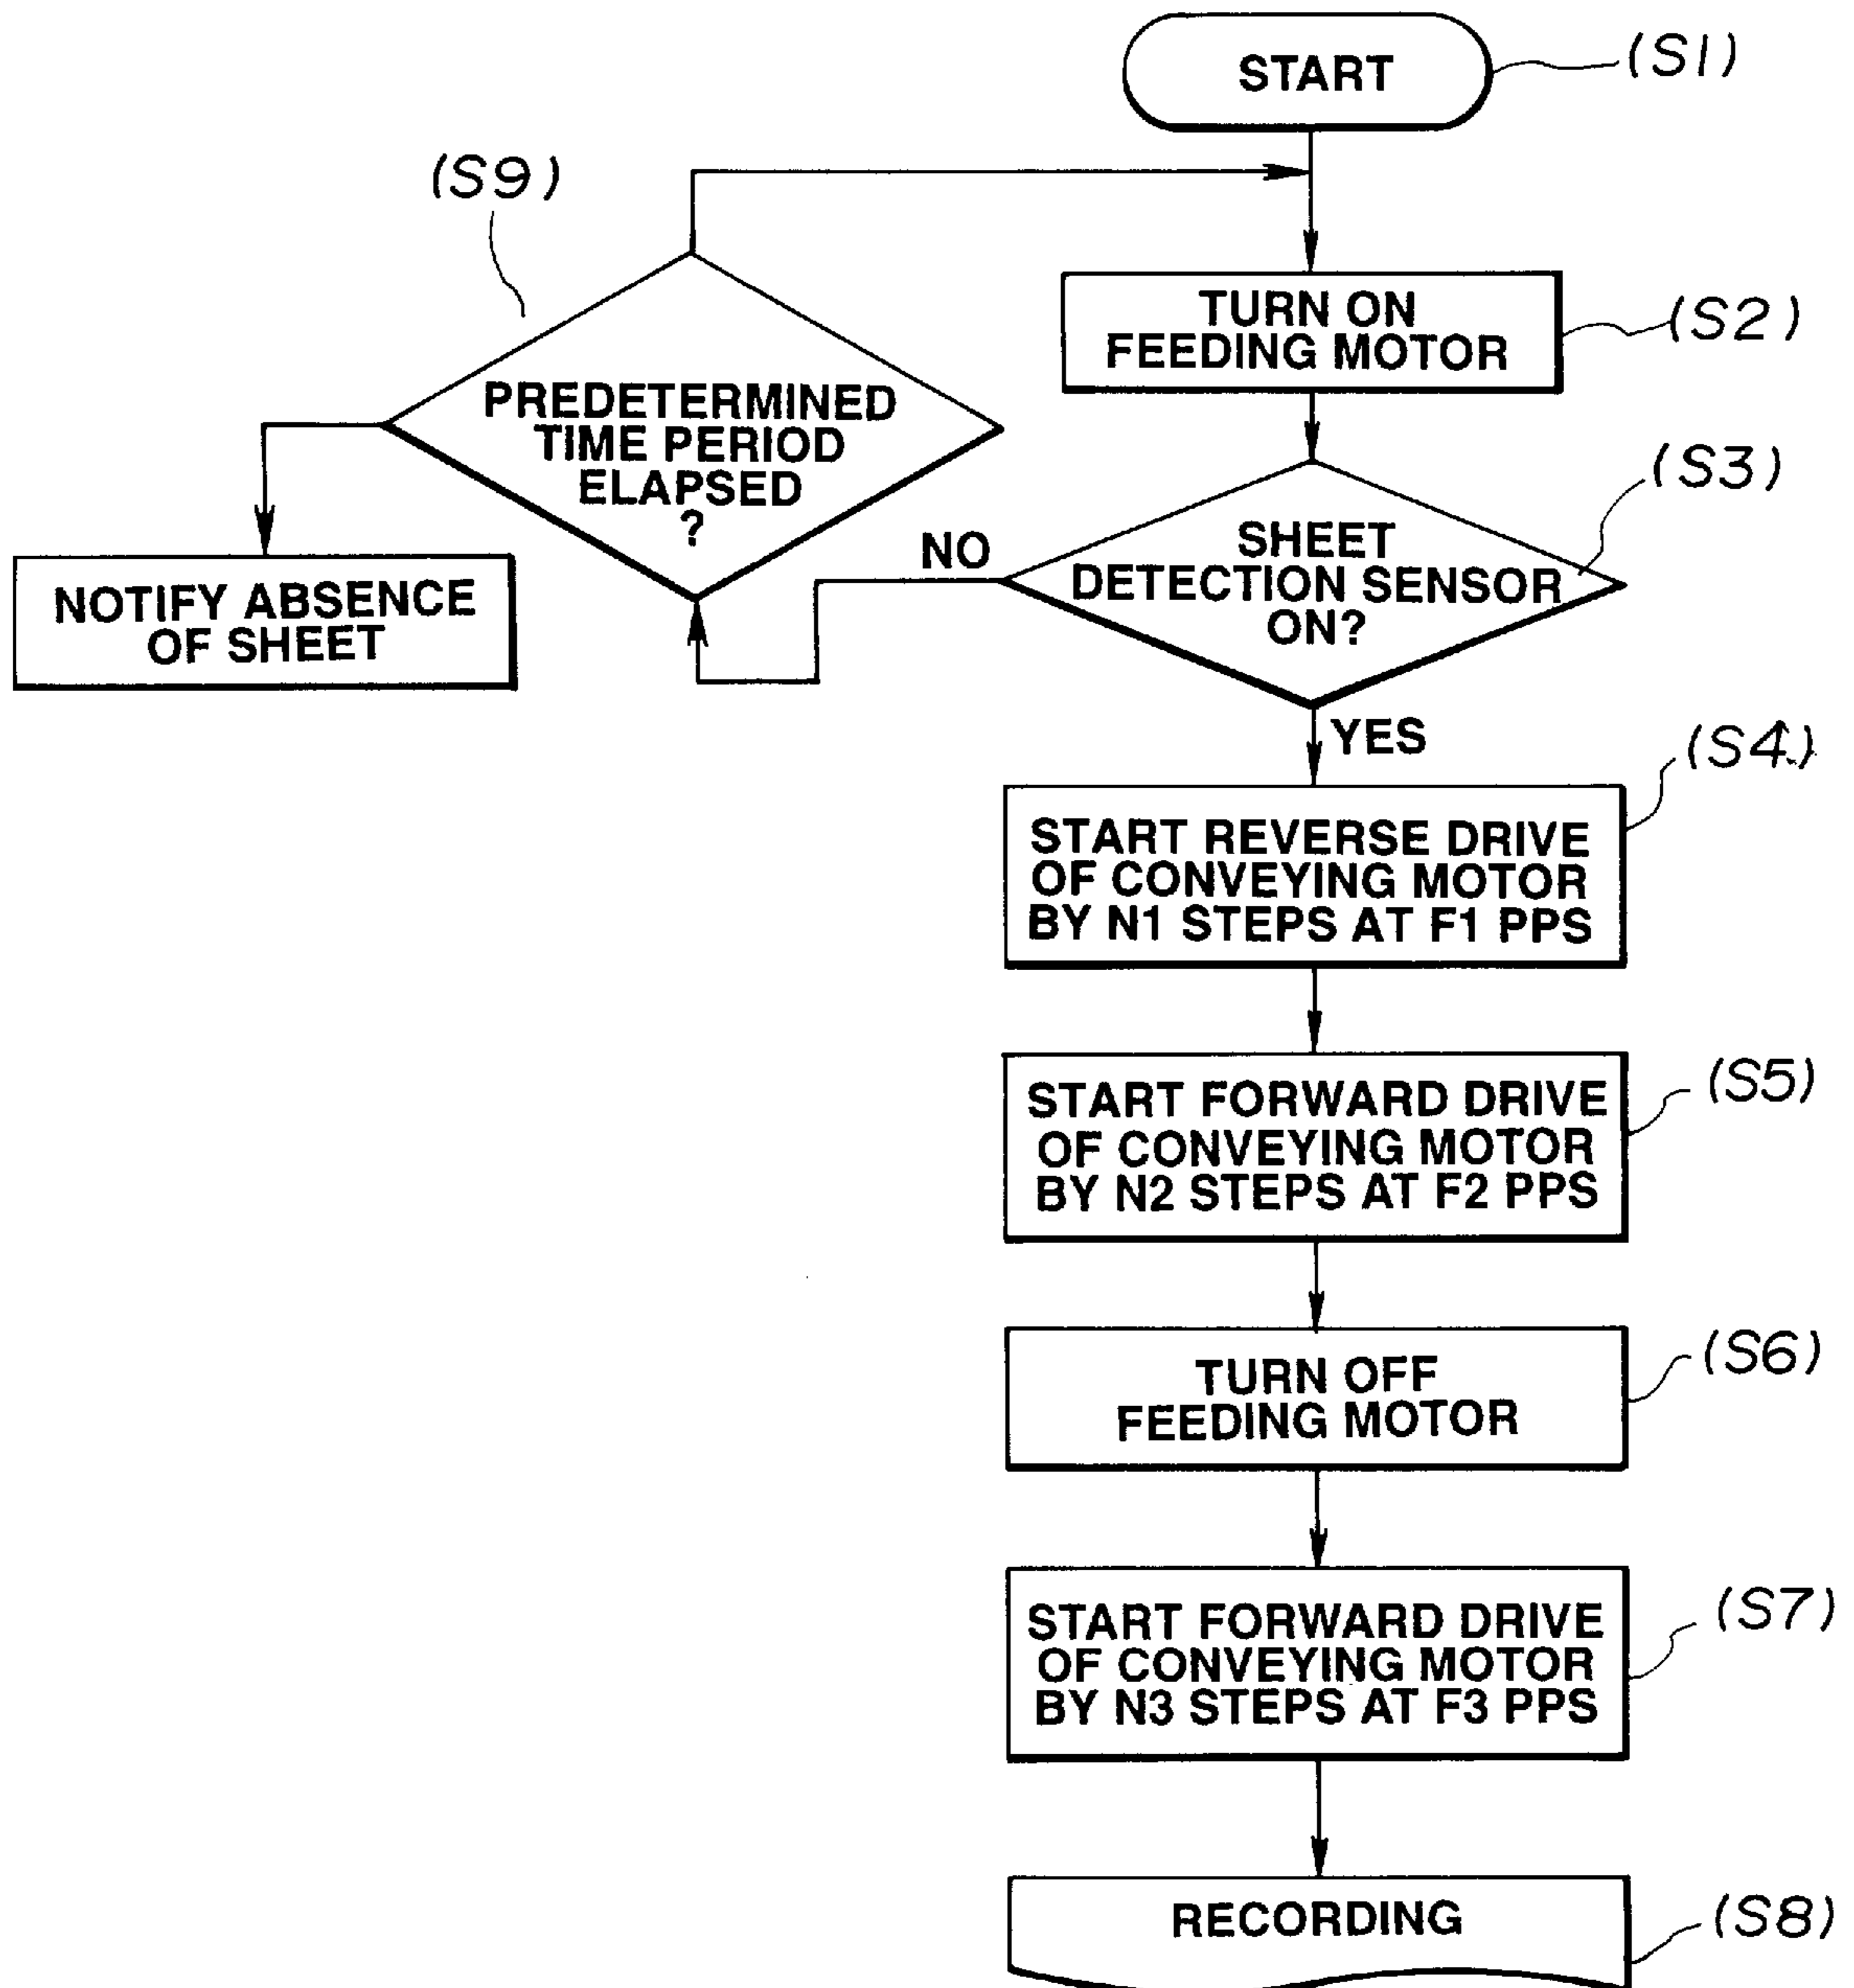 START
(S1)
(S9)
TURN ON
FEEDING MOTOR
(S2)
PREDETERMINED
TIME PERIOD
ELAPSED
?
(S3)
SHEET
DETECTION SENSOR
ON?
NO
NOTIFY ABSENCE
OF SHEET
YES
(S4)
START REVERSE DRIVE
OF CONVEYING MOTOR
BY N1 STEPS AT F1 PPS
(S5)
START FORWARD DRIVE
OF CONVEYING MOTOR
BY N2 STEPS AT F2 PPS
(S6)
TURN OFF
FEEDING MOTOR
(S7)
START FORWARD DRIVE
OF CONVEYING MOTOR
BY N3 STEPS AT F3 PPS
RECORDING
(S8)